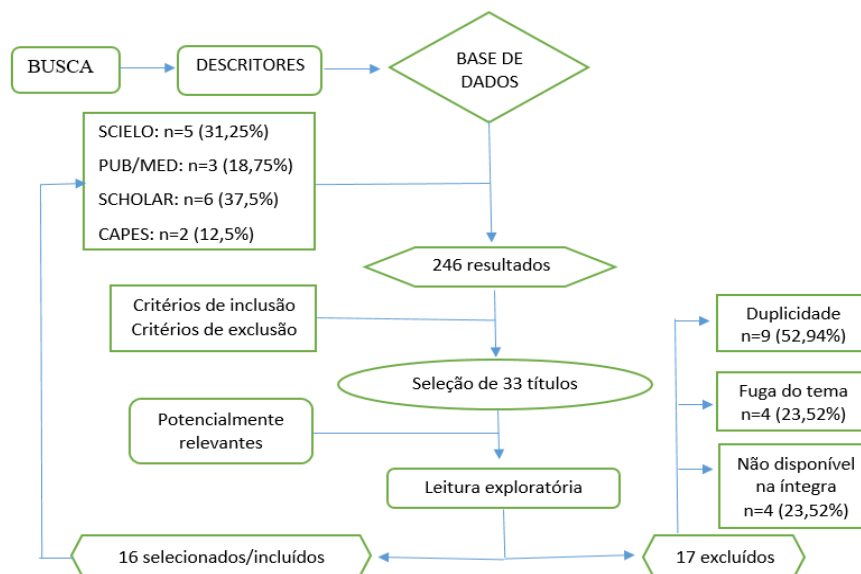 BUSCA
DESCRITORES
BASE DE
DADOS
SCIELO: n=5 (31,25%)
PUB/MED: n=3 (18,75%)
SCHOLAR: n=6 (37,5%)
CAPES: n=2 (12,5%)
246 resultados
Critérios de inclusão
Critérios de exclusão
Seleção de 33 títulos
Potencialmente
relevantes
Leitura exploratória
16 selecionados/incluídos
17 excluídos
Duplicidade
n=9 (52,94%)
Fuga do tema
n=4 (23,52%)
Não disponível
na íntegra
n=4 (23,52%)